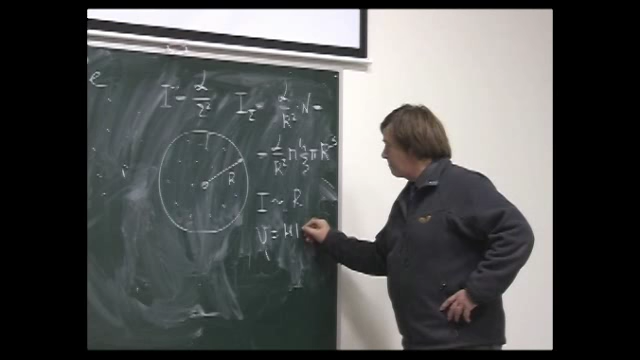 e
I = α/r²   I_Σ = α/R² · N =
= α/R² n 4/3 π R³
R
I ~ R